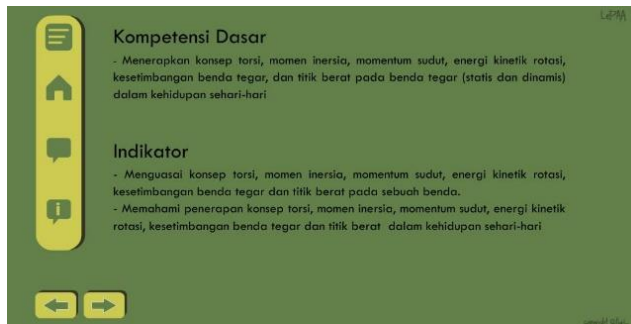 LePAA
Kompetensi Dasar
- Menerapkan konsep torsi, momen inersia, momentum sudut, energi kinetik rotasi,
kesetimbangan benda tegar, dan titik berat pada benda tegar (statis dan dinamis)
dalam kehidupan sehari-hari
Indikator
- Menguasai konsep torsi, momen inersia, momentum sudut, energi kinetik rotasi,
kesetimbangan benda tegar dan titik berat pada sebuah benda.
- Memahami penerapan konsep torsi, momen inersia, momentum sudut, energi kinetik
rotasi, kesetimbangan benda tegar dan titik berat dalam kehidupan sehari-hari